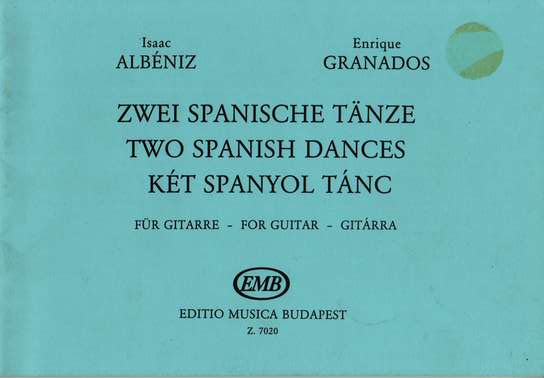 Isaac
ALBÉNIZ
Enrique
GRANADOS
ZWEI SPANISCHE TÄNZE
TWO SPANISH DANCES
KÉT SPANYOL TÁNC
FÜR GITARRE - FOR GUITAR - GITÁRRA
EMB
EDITIO MUSICA BUDAPEST
Z. 7020